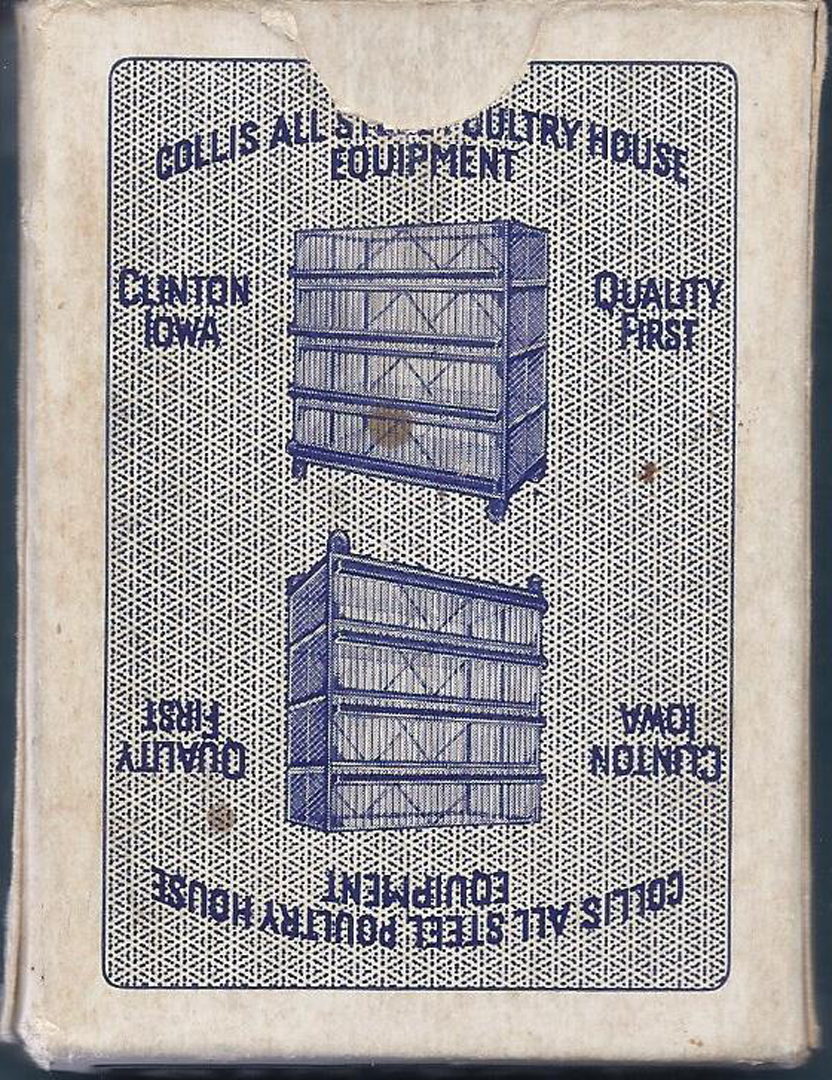 COLLIS ALL STEEL POULTRY HOUSE
EQUIPMENT
CLINTON
IOWA
QUALITY
FIRST
COLLIS ALL STEEL POULTRY HOUSE
EQUIPMENT
CLINTON
IOWA
QUALITY
FIRST